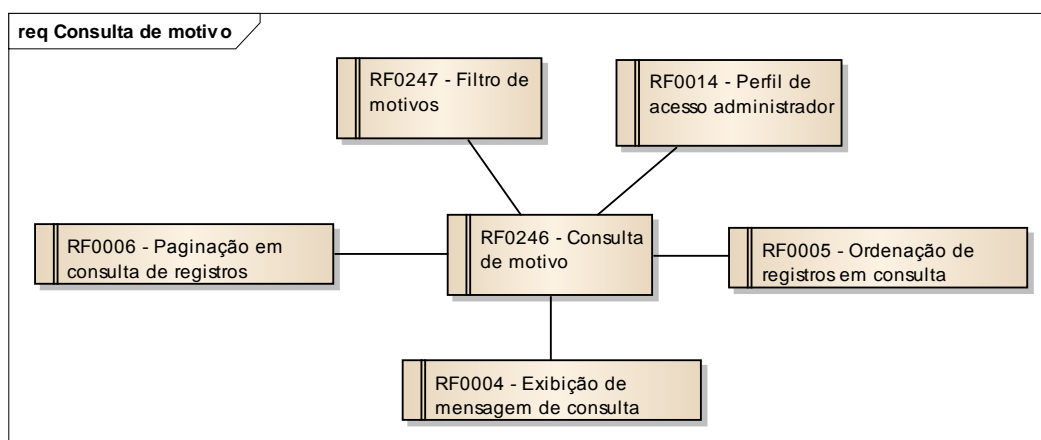 req Consulta de motivo
RF0247 - Filtro de
motivos
RF0014 - Perfil de
acesso administrador
RF0006 - Paginação em
consulta de registros
RF0246 - Consulta
de motivo
RF0005 - Ordenação de
registros em consulta
RF0004 - Exibição de
mensagem de consulta